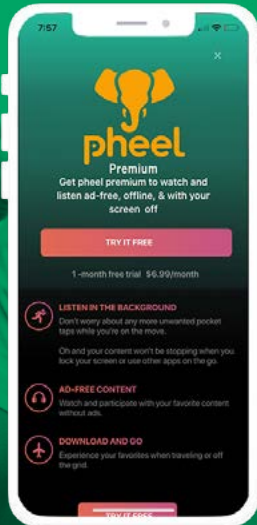 7:57
×
pheel
Premium
Get pheel premium to watch and
listen ad-free, offline, & with your
screen off
TRY IT FREE
1-month free trial $6.99/month
LISTEN IN THE BACKGROUND
Don't worry about any more unwanted pocket
taps while you're on the move.
Oh and your content won't be stopping when you
lock your screen or use other apps on the go.
AD-FREE CONTENT
Watch and participate with your favorite content
without ads.
DOWNLOAD AND GO
Experience your favorites when traveling or off
the grid.
TRY IT FREE